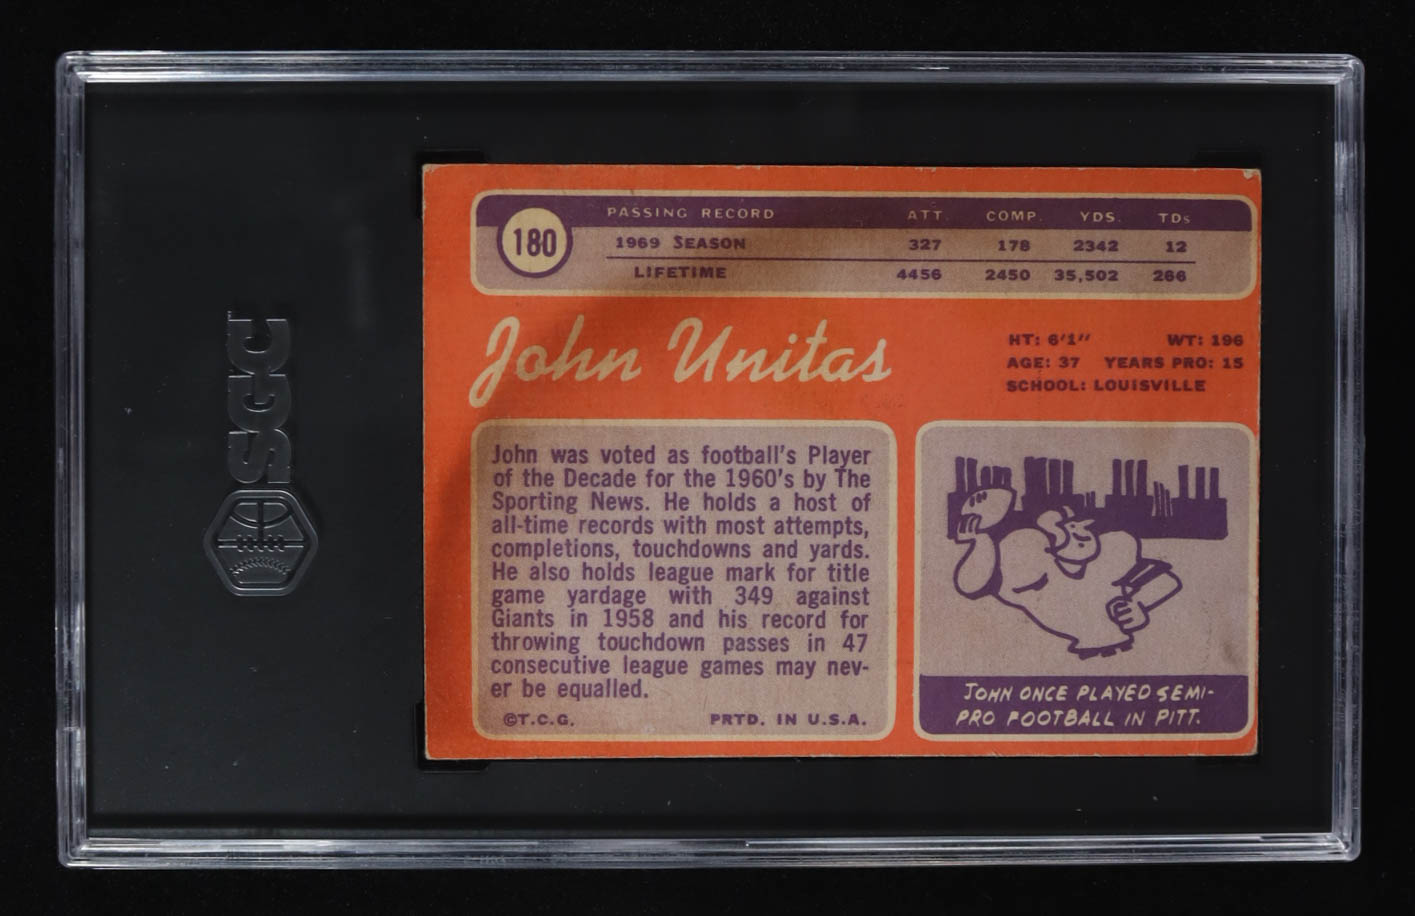 SGC
180
PASSING RECORD ATT. COMP. YDS. TDs
1969 SEASON 327 178 2342 12
LIFETIME 4456 2450 35,502 266
John Unitas
HT: 6'1" WT: 196
AGE: 37 YEARS PRO: 15
SCHOOL: LOUISVILLE
John was voted as football's Player
of the Decade for the 1960's by The
Sporting News. He holds a host of
all-time records with most attempts,
completions, touchdowns and yards.
He also holds league mark for title
game yardage with 349 against
Giants in 1958 and his record for
throwing touchdown passes in 47
consecutive league games may nev-
er be equalled.
©T.C.G. PRTD. IN U.S.A.
JOHN ONCE PLAYED SEMI-
PRO FOOTBALL IN PITT.